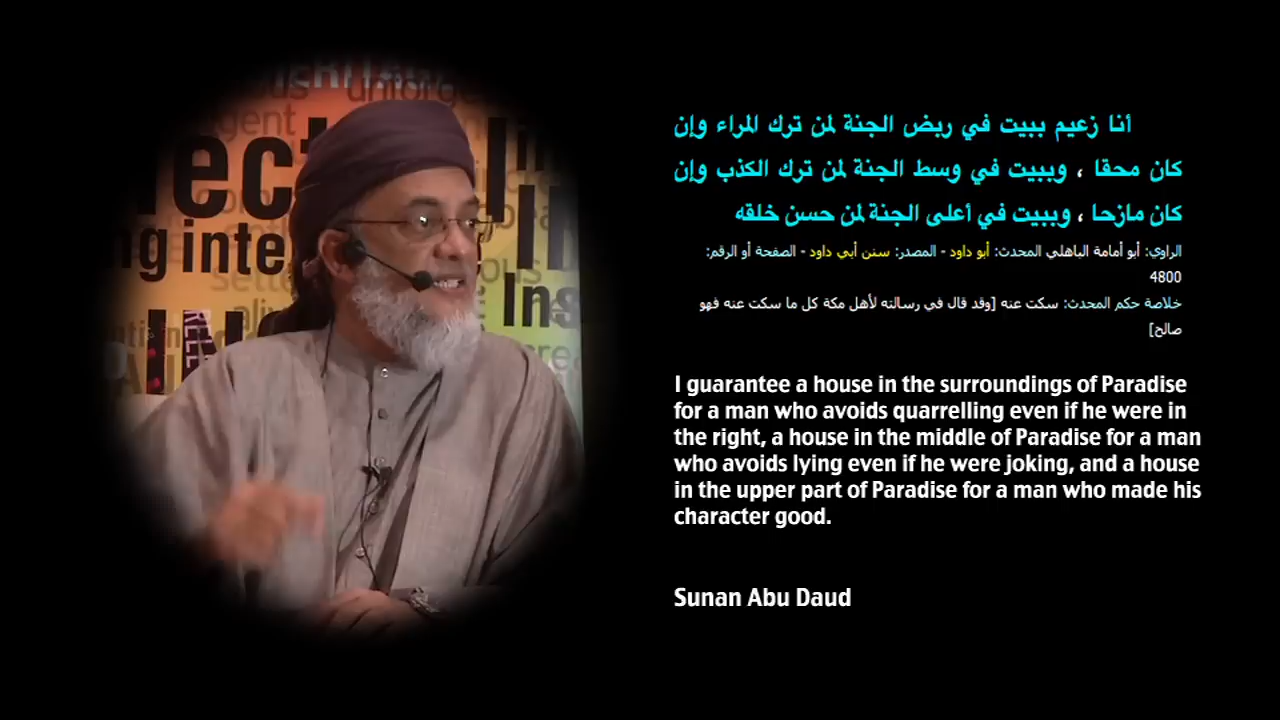 unforge
gent
ect
ng inte
Ins
أنا زعيم ببيت في ربض الجنة لمن ترك المراء وإن
كان محقا ، وببيت في وسط الجنة لمن ترك الكذب وإن
كان مازحا ، وببيت في أعلى الجنة لمن حسن خلقه
الراوي: أبو أمامة الباهلي المحدث: أبو داود - المصدر: سنن أبي داود - الصفحة أو الرقم:
4800
خلاصة حكم المحدث: سكت عنه [وقد قال في رسالته لأهل مكة كل ما سكت عنه فهو
صالح]
I guarantee a house in the surroundings of Paradise
for a man who avoids quarrelling even if he were in
the right, a house in the middle of Paradise for a man
who avoids lying even if he were joking, and a house
in the upper part of Paradise for a man who made his
character good.
Sunan Abu Daud